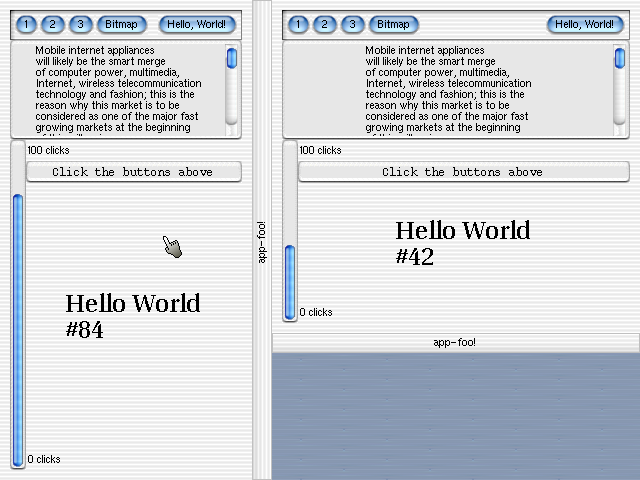 1 2 3 Bitmap Hello, World!
Mobile internet appliances
will likely be the smart merge
of computer power, multimedia,
Internet, wireless telecommunication
technology and fashion; this is the
reason why this market is to be
considered as one of the major fast
growing markets at the beginning
100 clicks
Click the buttons above
Hello World
#84
0 clicks
app-foo!
1 2 3 Bitmap Hello, World!
Mobile internet appliances
will likely be the smart merge
of computer power, multimedia,
Internet, wireless telecommunication
technology and fashion; this is the
reason why this market is to be
considered as one of the major fast
growing markets at the beginning
100 clicks
Click the buttons above
Hello World
#42
0 clicks
app-foo!